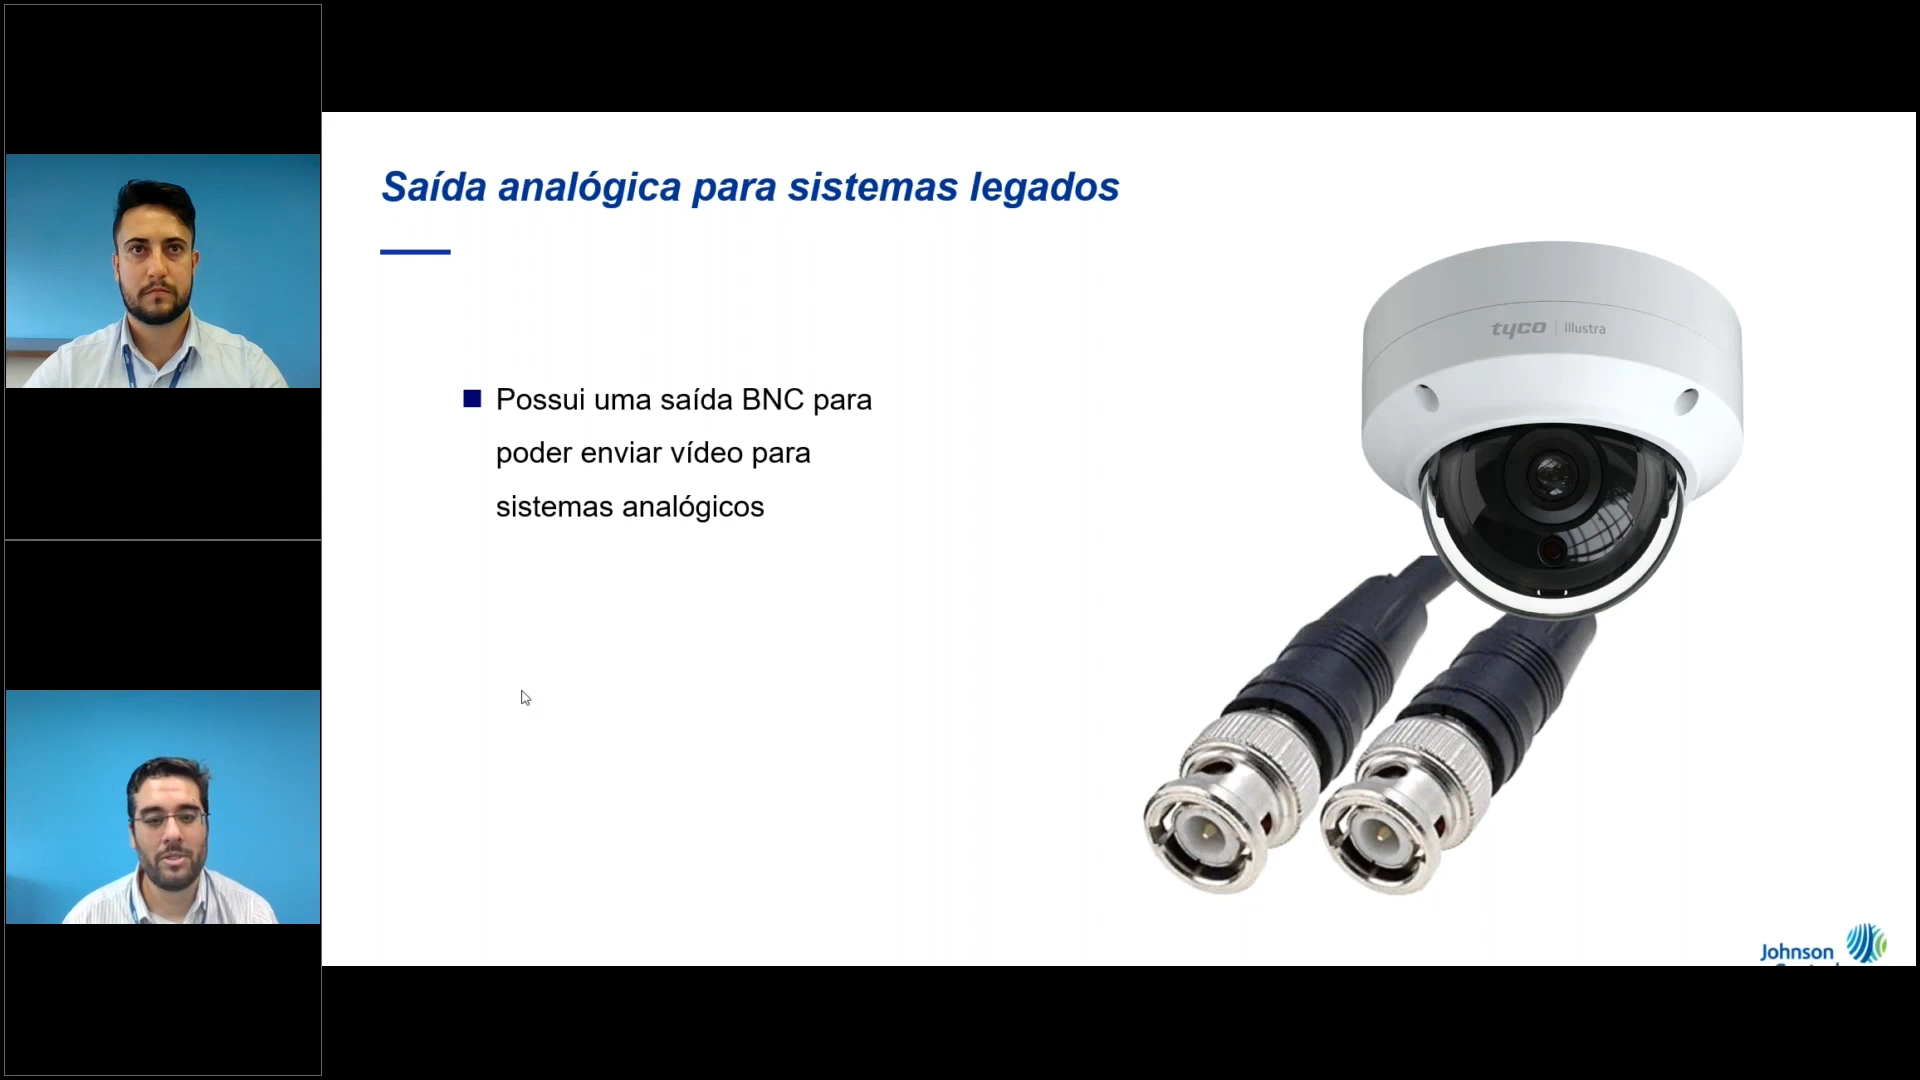 Saída analógica para sistemas legados
tyco | Illustra
Possui uma saída BNC para
poder enviar vídeo para
sistemas analógicos
Johnson